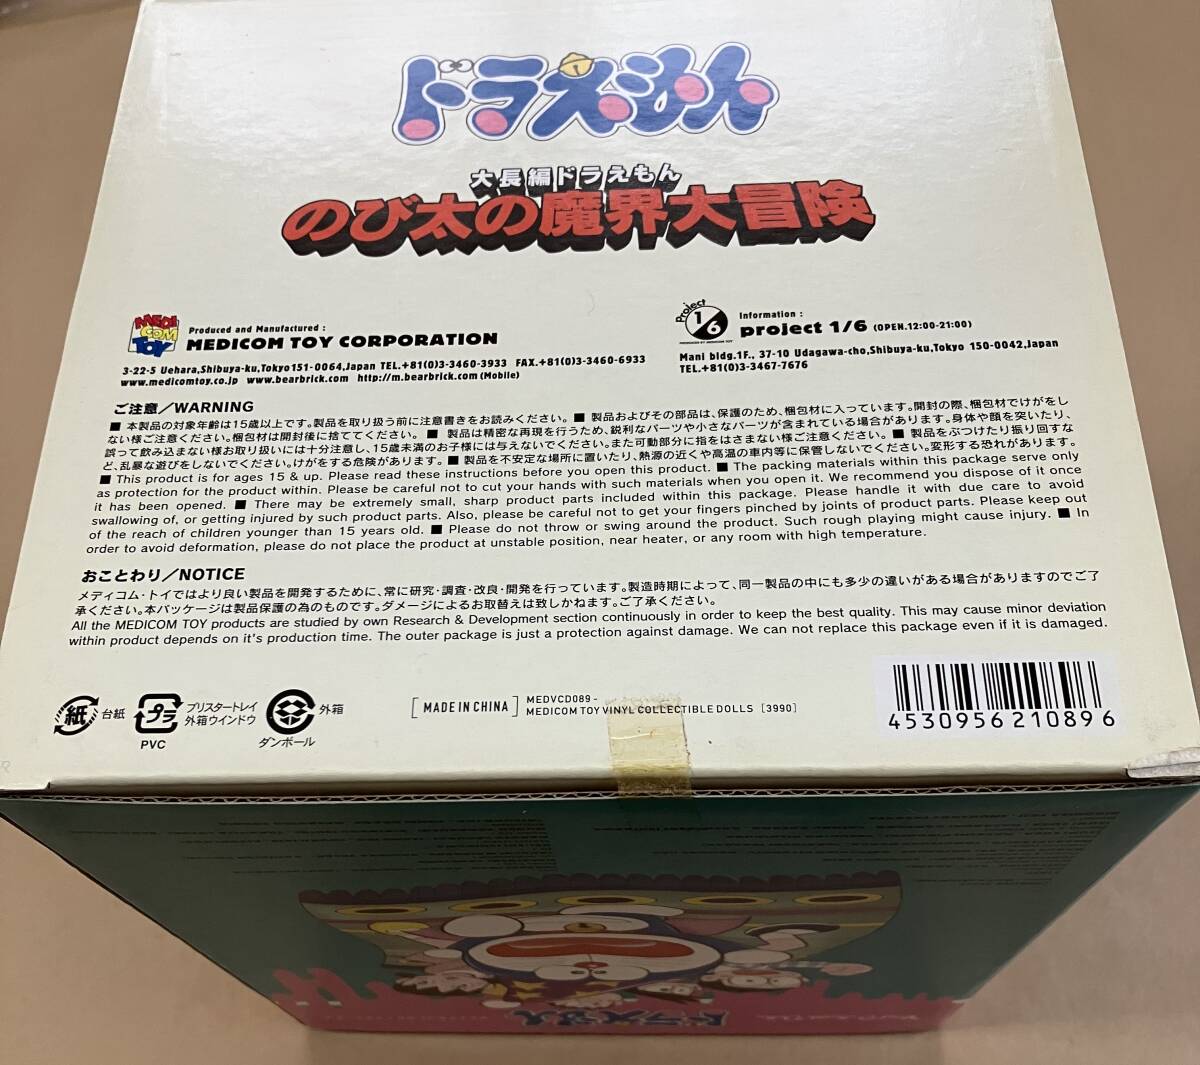 ドラえもん
大長編ドラえもん
のび太の魔界大冒険
MEDI COM TOY
Produced and Manufactured :
MEDICOM TOY CORPORATION
3-22-5 Uehara,Shibuya-ku,Tokyo151-0064,Japan TEL.+81(0)3-3460-3933 FAX.+81(0)3-3460-6933
www.medicomtoy.co.jp www.bearbrick.com http://m.bearbrick.com (Mobile)
Project 1/6
PRODUCED BY MEDICOM TOY
Information :
project 1/6 (OPEN.12:00-21:00)
Mani bldg.1F., 37-10 Udagawa-cho,Shibuya-ku,Tokyo 150-0042,Japan
TEL.+81(0)3-3467-7676
ご注意/WARNING
■ 本製品の対象年齢は15歳以上です。製品を取り扱う前に注意書きをお読みください。■ 製品およびその部品は、保護のため、梱包材に入っています。開封の際、梱包材でけがをし
ない様ご注意ください。梱包材は開封後に捨ててください。■ 製品は精密な再現を行うため、鋭利なパーツや小さなパーツが含まれている場合があります。身体や顔を突いたり、
誤って飲み込まない様お取り扱いには十分注意し、15歳未満のお子様には与えないでください。また可動部分に指をはさまない様ご注意ください。■ 製品をぶつけたり振り回すな
ど、乱暴な遊びをしないでください。けがをする危険があります。■ 製品を不安定な場所に置いたり、熱源の近くや高温の車内等に保管しないでください。変形する恐れがあります。
■ This product is for ages 15 & up. Please read these instructions before you open this product. ■ The packing materials within this package serve only
as protection for the product within. Please be careful not to cut your hands with such materials when you open it. We recommend you dispose of it once
it has been opened. ■ There may be extremely small, sharp product parts included within this package. Please handle it with due care to avoid
swallowing of, or getting injured by such product parts. Also, please be careful not to get your fingers pinched by joints of product parts. Please keep out
of the reach of children younger than 15 years old. ■ Please do not throw or swing around the product. Such rough playing might cause injury. ■ In
order to avoid deformation, please do not place the product at unstable position, near heater, or any room with high temperature.
おことわり/NOTICE
メディコム・トイではより良い製品を開発するために、常に研究・調査・改良・開発を行っています。製造時期によって、同一製品の中にも多少の違いがある場合がありますのでご了
承ください。本パッケージは製品保護の為のものです。ダメージによるお取替えは致しかねます。ご了承ください。
All the MEDICOM TOY products are studied by own Research & Development section continuously in order to keep the best quality. This may cause minor deviation
within product depends on it's production time. The outer package is just a protection against damage. We can not replace this package even if it is damaged.
紙 台紙
プラ ブリスタートレイ
外箱ウインドウ
PVC
外箱
ダンボール
[ MADE IN CHINA ]
MEDVCD089 -
MEDICOM TOY VINYL COLLECTIBLE DOLLS [3990]
4530956210896
ドラえもん